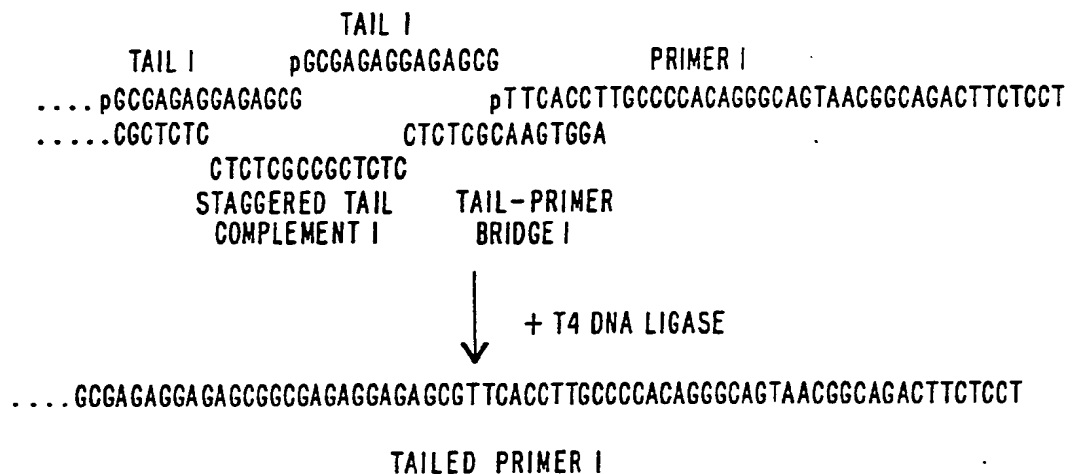 TAIL I
TAIL I pGCGAGAGGAGAGCG PRIMER I
....pGCGAGAGGAGAGCG pTTCACCTTGCCCCACAGGGCAGTAACGGCAGACTTCTCCT
.....CGCTCTC CTCTCGCAAGTGGA
CTCTCGCCGCTCTC
STAGGERED TAIL TAIL-PRIMER
COMPLEMENT I BRIDGE I
+ T4 DNA LIGASE
....GCGAGAGGAGAGCGGCGAGAGGAGAGCGTTCACCTTGCCCCACAGGGCAGTAACGGCAGACTTCTCCT
TAILED PRIMER I